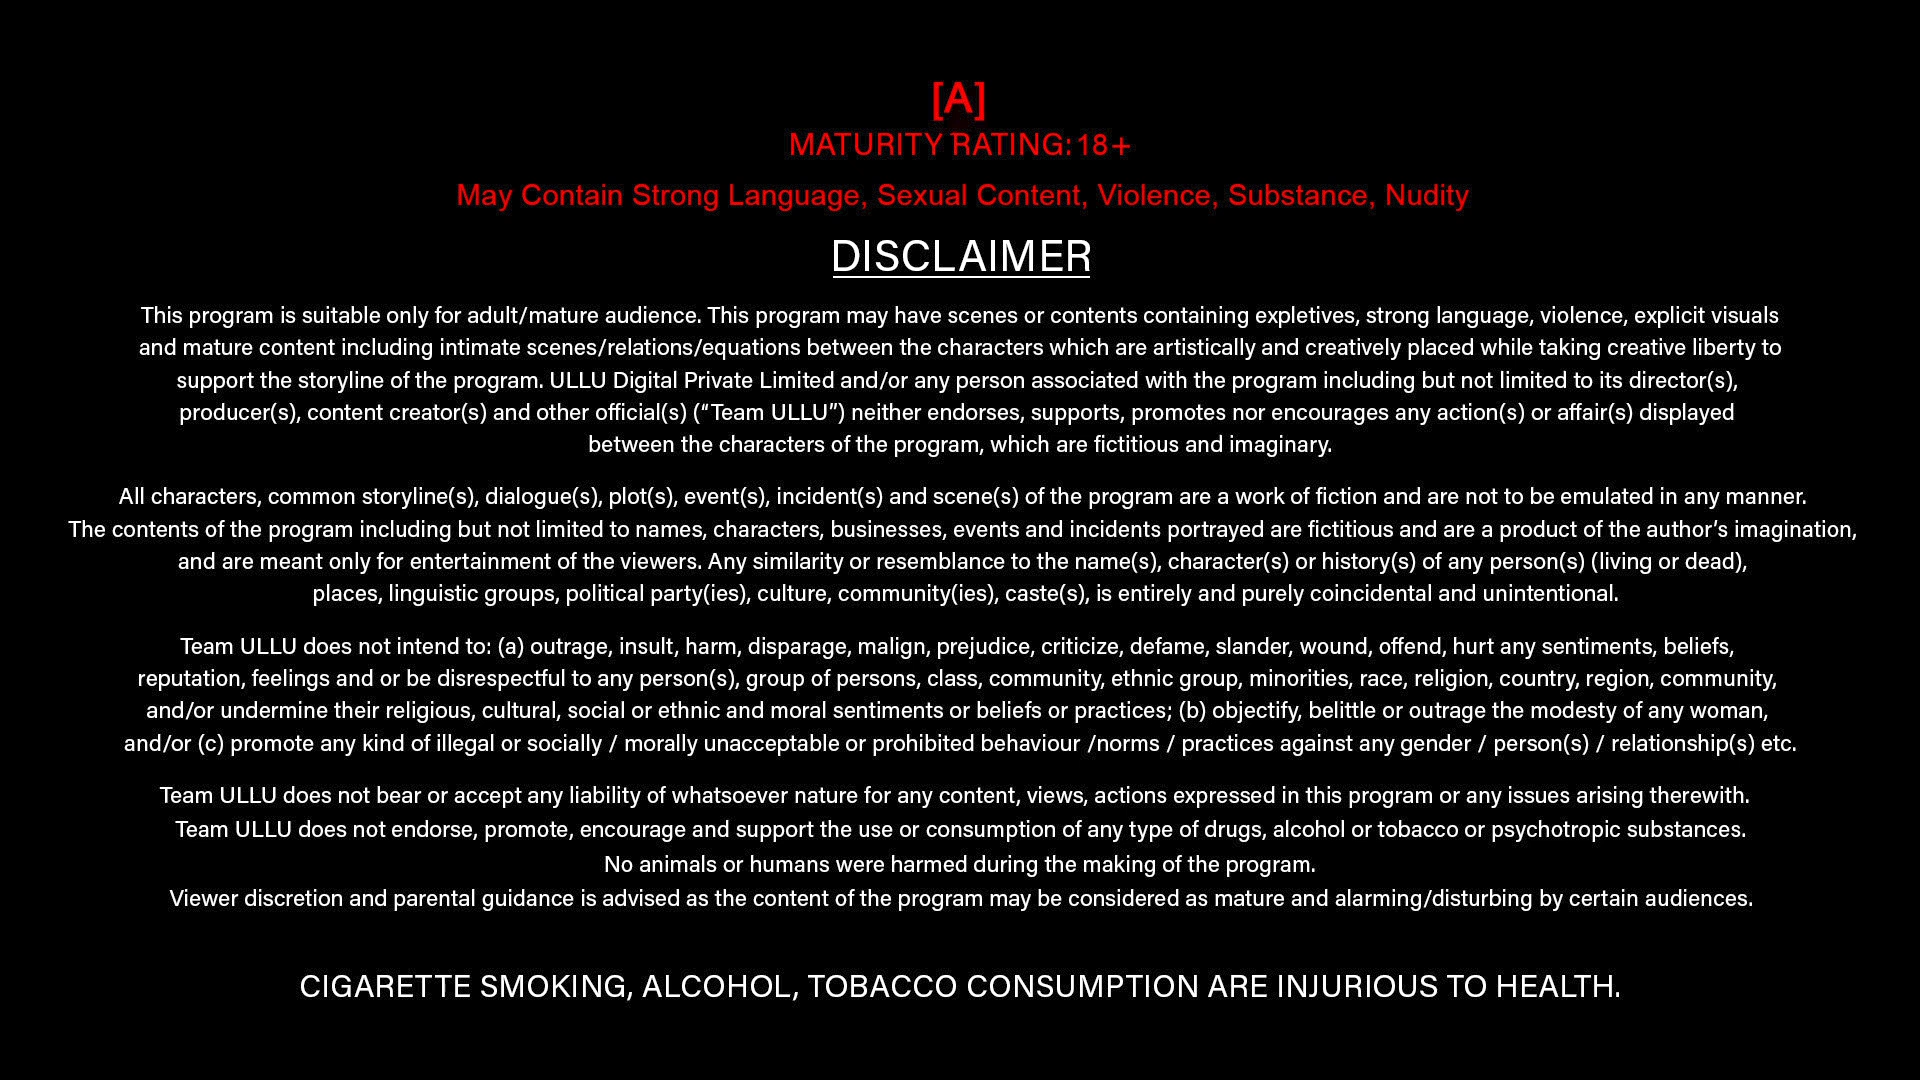 [A]
MATURITY RATING:18+
May Contain Strong Language, Sexual Content, Violence, Substance, Nudity
DISCLAIMER
This program is suitable only for adult/mature audience. This program may have scenes or contents containing expletives, strong language, violence, explicit visuals
and mature content including intimate scenes/relations/equations between the characters which are artistically and creatively placed while taking creative liberty to
support the storyline of the program. ULLU Digital Private Limited and/or any person associated with the program including but not limited to its director(s),
producer(s), content creator(s) and other official(s) (“Team ULLU”) neither endorses, supports, promotes nor encourages any action(s) or affair(s) displayed
between the characters of the program, which are fictitious and imaginary.
All characters, common storyline(s), dialogue(s), plot(s), event(s), incident(s) and scene(s) of the program are a work of fiction and are not to be emulated in any manner.
The contents of the program including but not limited to names, characters, businesses, events and incidents portrayed are fictitious and are a product of the author’s imagination,
and are meant only for entertainment of the viewers. Any similarity or resemblance to the name(s), character(s) or history(s) of any person(s) (living or dead),
places, linguistic groups, political party(ies), culture, community(ies), caste(s), is entirely and purely coincidental and unintentional.
Team ULLU does not intend to: (a) outrage, insult, harm, disparage, malign, prejudice, criticize, defame, slander, wound, offend, hurt any sentiments, beliefs,
reputation, feelings and or be disrespectful to any person(s), group of persons, class, community, ethnic group, minorities, race, religion, country, region, community,
and/or undermine their religious, cultural, social or ethnic and moral sentiments or beliefs or practices; (b) objectify, belittle or outrage the modesty of any woman,
and/or (c) promote any kind of illegal or socially / morally unacceptable or prohibited behaviour /norms / practices against any gender / person(s) / relationship(s) etc.
Team ULLU does not bear or accept any liability of whatsoever nature for any content, views, actions expressed in this program or any issues arising therewith.
Team ULLU does not endorse, promote, encourage and support the use or consumption of any type of drugs, alcohol or tobacco or psychotropic substances.
No animals or humans were harmed during the making of the program.
Viewer discretion and parental guidance is advised as the content of the program may be considered as mature and alarming/disturbing by certain audiences.
CIGARETTE SMOKING, ALCOHOL, TOBACCO CONSUMPTION ARE INJURIOUS TO HEALTH.